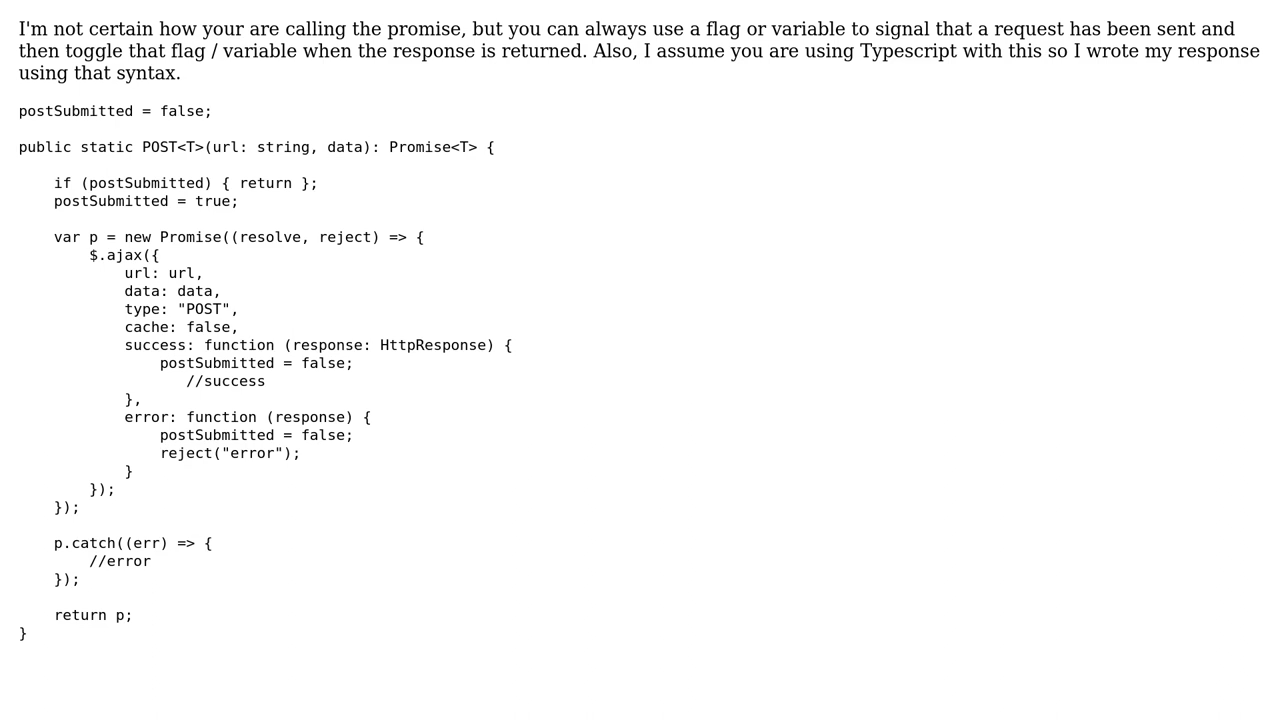 I'm not certain how your are calling the promise, but you can always use a flag or variable to signal that a request has been sent and
then toggle that flag / variable when the response is returned. Also, I assume you are using Typescript with this so I wrote my response
using that syntax.
postSubmitted = false;
public static POST<T>(url: string, data): Promise<T> {
    if (postSubmitted) { return };
    postSubmitted = true;
    var p = new Promise((resolve, reject) => {
        $.ajax({
            url: url,
            data: data,
            type: "POST",
            cache: false,
            success: function (response: HttpResponse) {
                postSubmitted = false;
                   //success
            },
            error: function (response) {
                postSubmitted = false;
                reject("error");
            }
        });
    });
    p.catch((err) => {
        //error
    });
    return p;
}